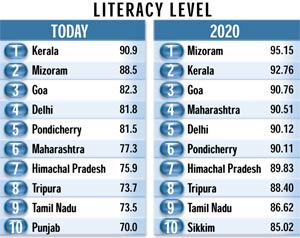 LITERACY LEVEL
TODAY
1 Kerala 90.9
2 Mizoram 88.5
3 Goa 82.3
4 Delhi 81.8
5 Pondicherry 81.5
6 Maharashtra 77.3
7 Himachal Pradesh 75.9
8 Tripura 73.7
9 Tamil Nadu 73.5
10 Punjab 70.0
2020
1 Mizoram 95.15
2 Kerala 92.76
3 Goa 90.76
4 Maharashtra 90.51
5 Delhi 90.12
6 Pondicherry 90.11
7 Himachal Pradesh 89.83
8 Tripura 88.40
9 Tamil Nadu 86.62
10 Sikkim 85.02